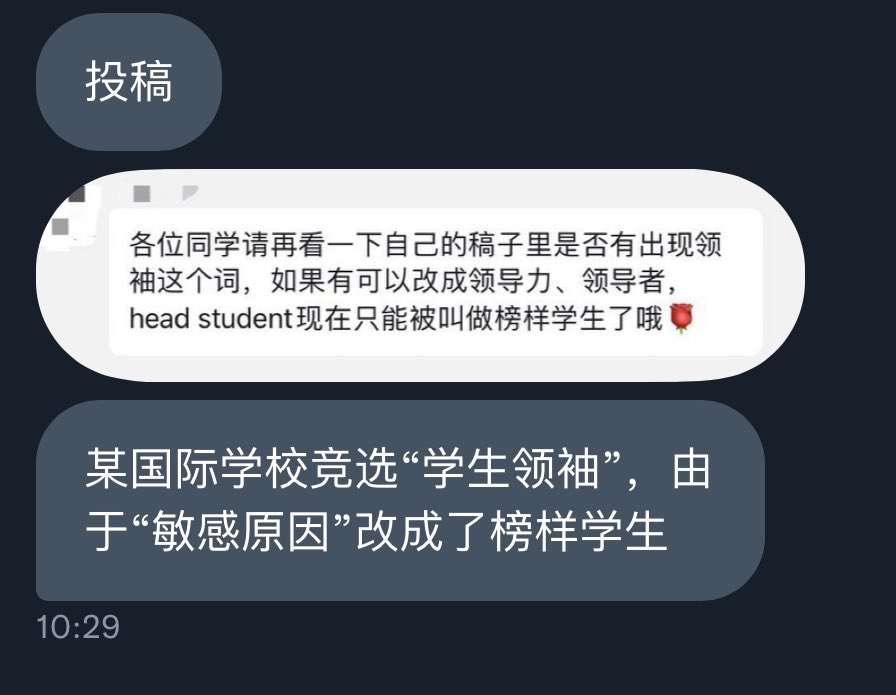 投稿
各位同学请再看一下自己的稿子里是否有出现领
袖这个词，如果有可以改成领导力、领导者，
head student现在只能被叫做榜样学生了哦🌹
某国际学校竞选“学生领袖”，由
于“敏感原因”改成了榜样学生
10:29